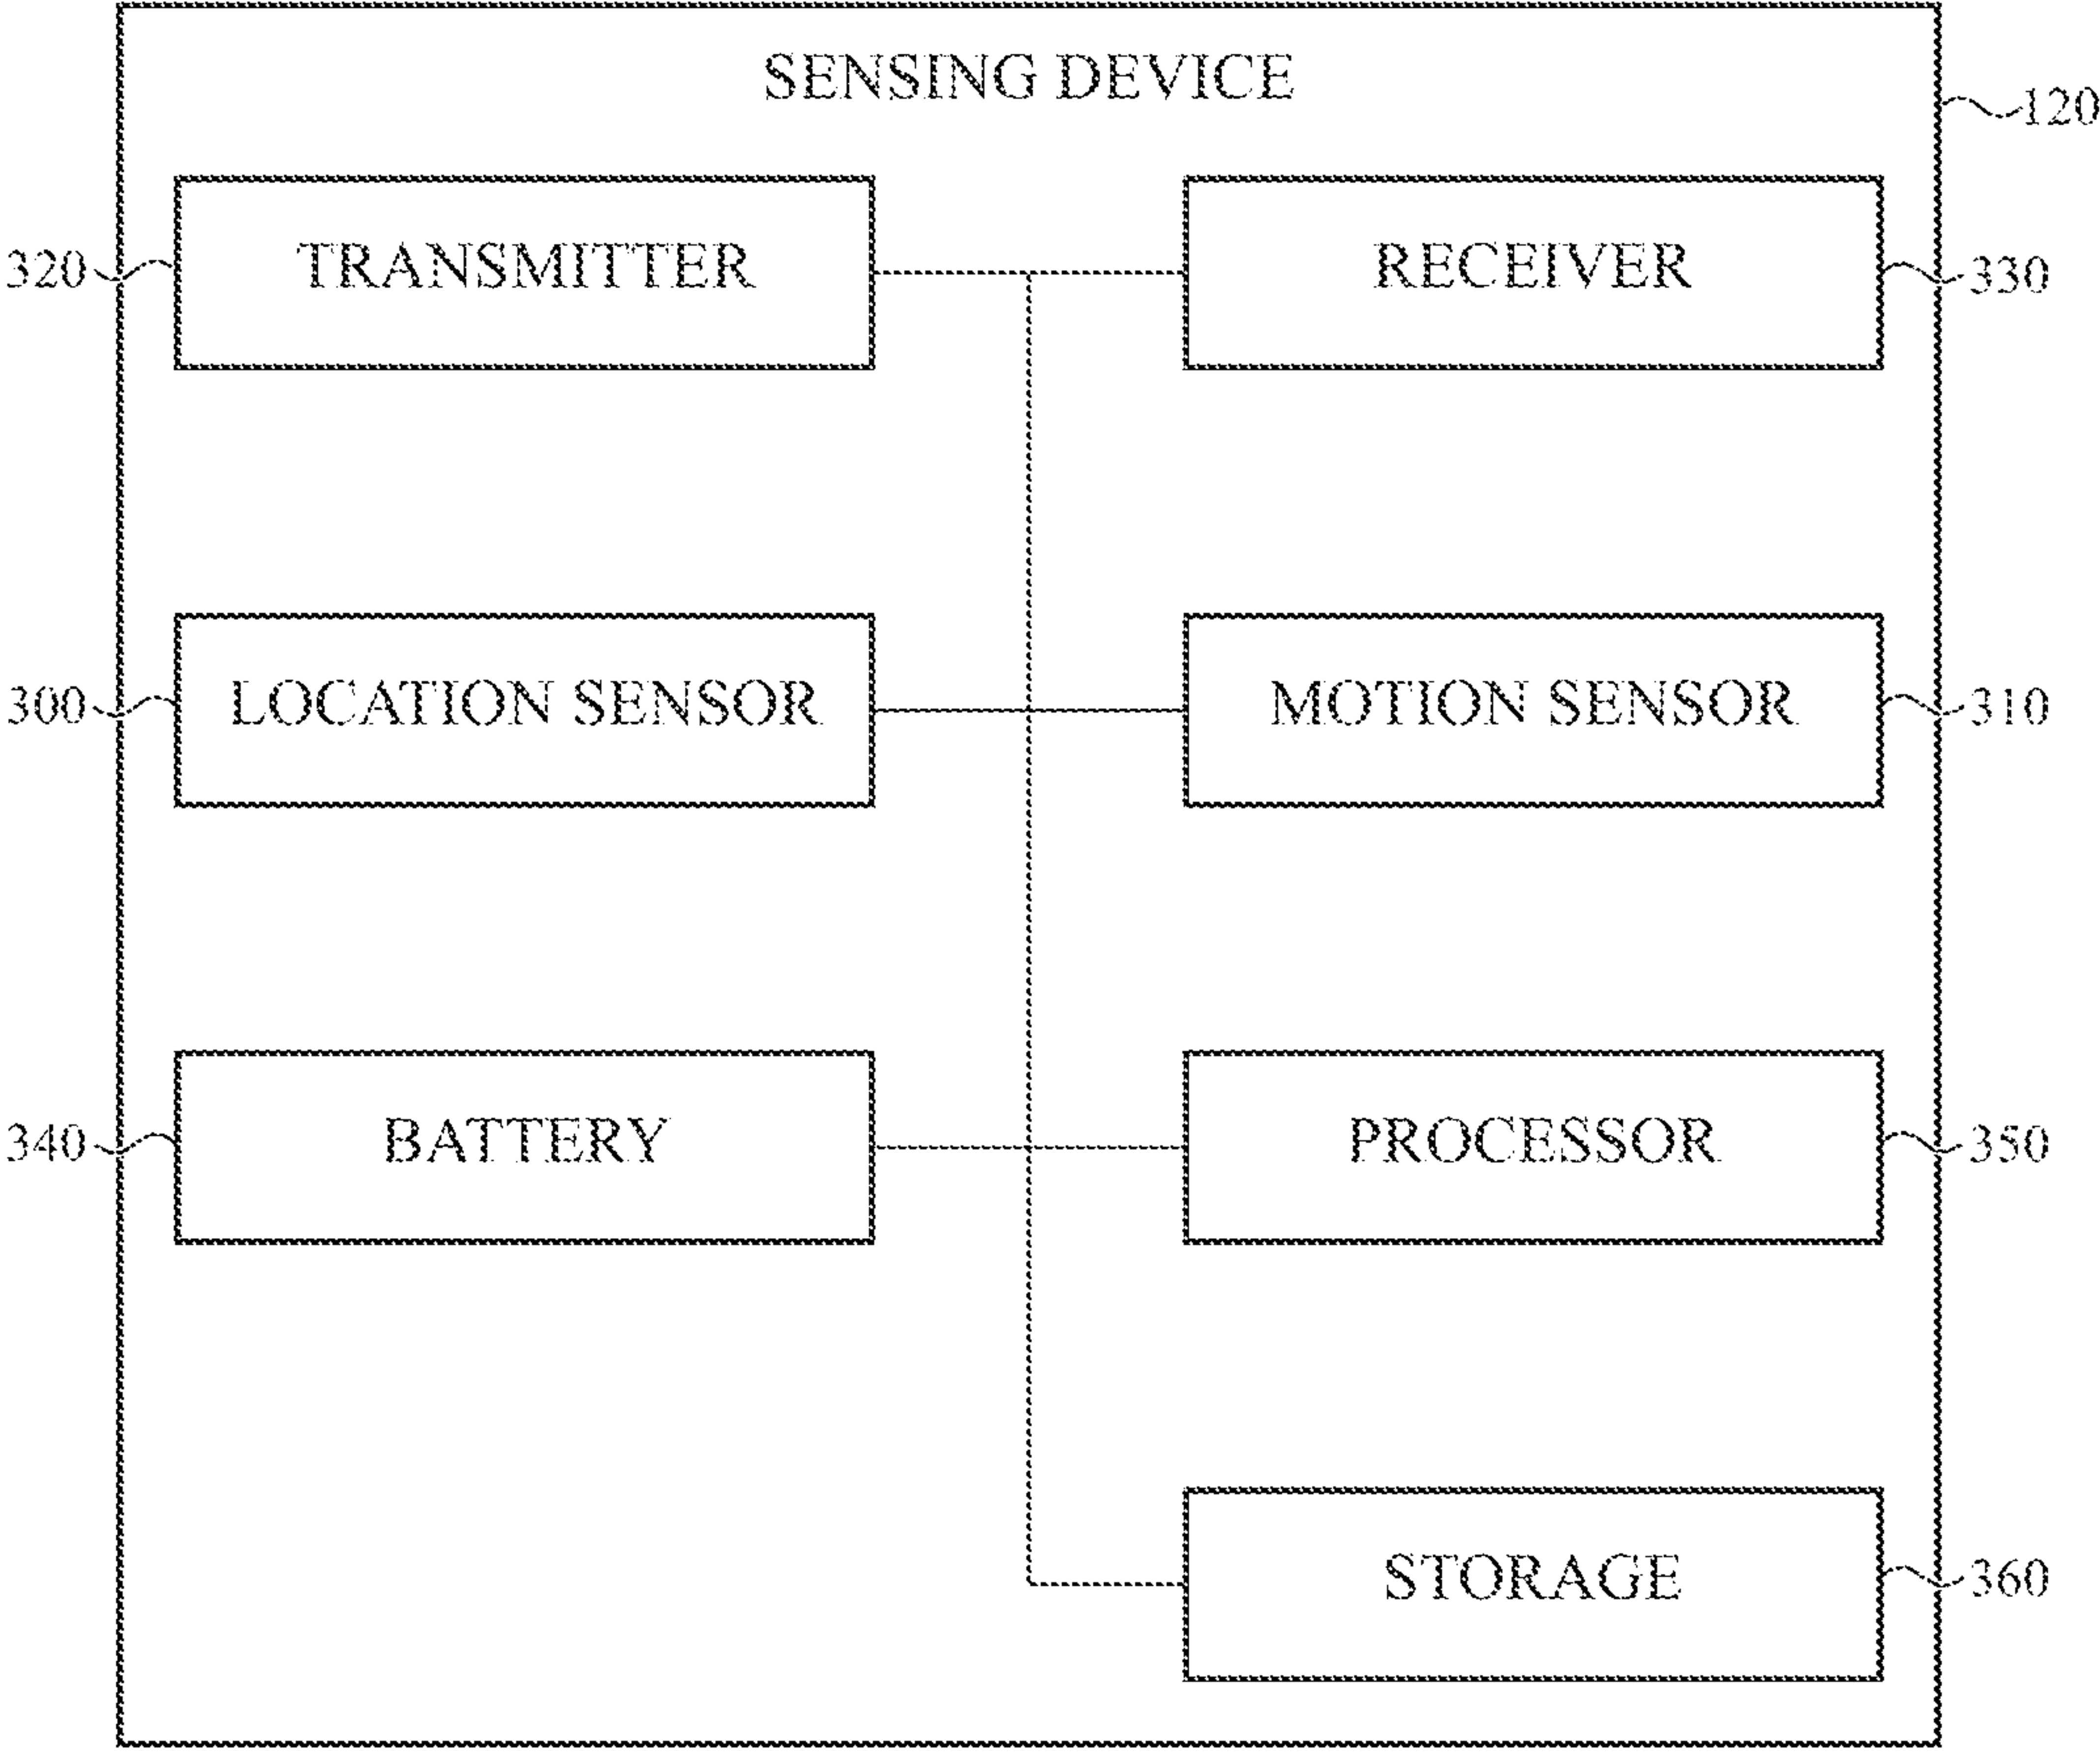 SENSING DEVICE
120
320 TRANSMITTER
RECEIVER 330
300 LOCATION SENSOR
MOTION SENSOR 310
340 BATTERY
PROCESSOR 350
STORAGE 360